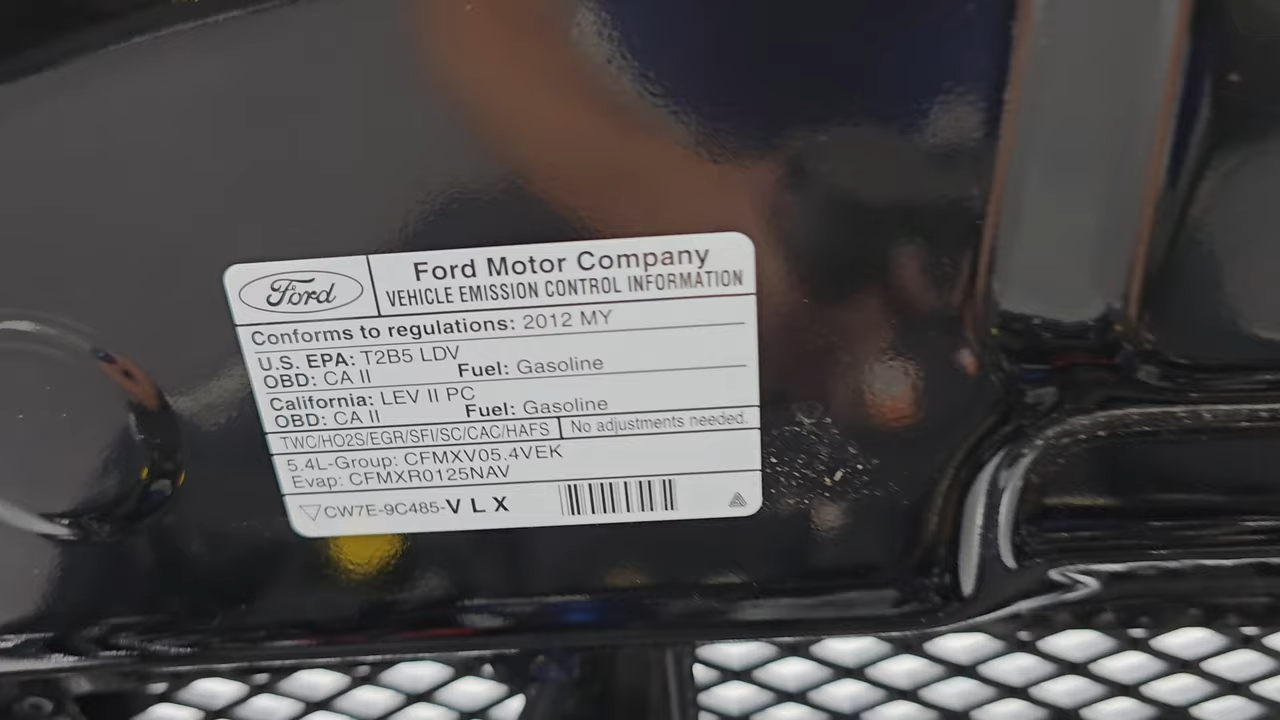 Ford
Ford Motor Company
VEHICLE EMISSION CONTROL INFORMATION
Conforms to regulations: 2012 MY
U.S. EPA: T2B5 LDV
OBD: CA II Fuel: Gasoline
California: LEV II PC
OBD: CA II Fuel: Gasoline
TWC/HO2S/EGR/SFI/SC/CAC/HAFS No adjustments needed.
5.4L-Group: CFMXV05.4VEK
Evap: CFMXR0125NAV
CW7E-9C485-V L X